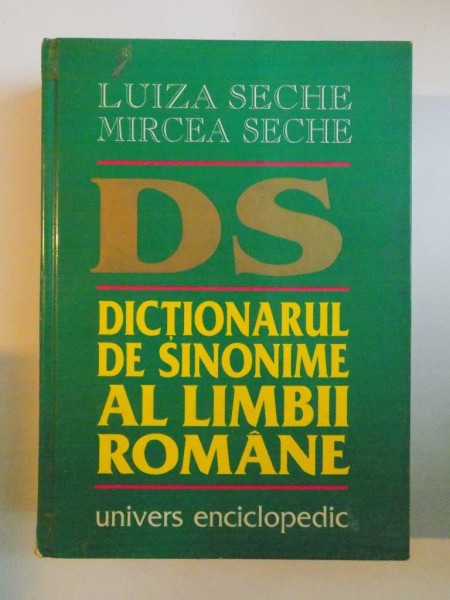 LUIZA SECHE
MIRCEA SECHE
DS
DICȚIONARUL
DE SINONIME
AL LIMBII
ROMÂNE
univers enciclopedic